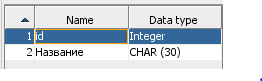 Name Data type
1 id Integer
2 Название CHAR (30)